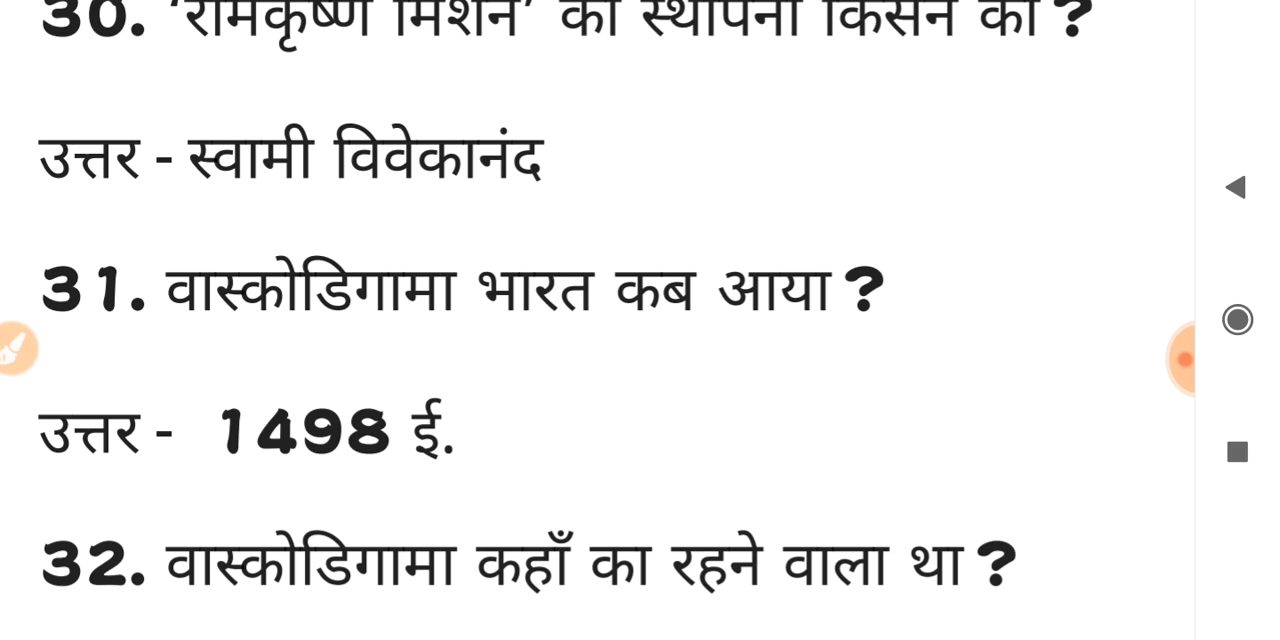 30. 'रामकृष्ण मिशन' की स्थापना किसने की?
उत्तर - स्वामी विवेकानंद
31. वास्कोडिगामा भारत कब आया?
उत्तर - 1498 ई.
32. वास्कोडिगामा कहाँ का रहने वाला था?